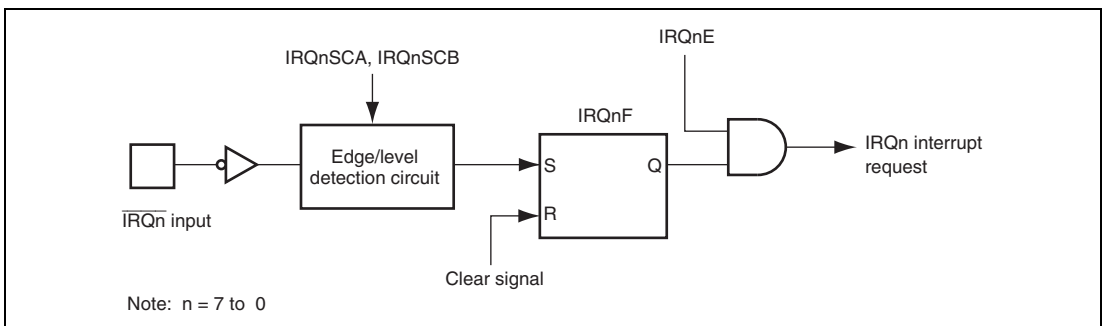 IRQnE
IRQnSCA, IRQnSCB
IRQnF
Edge/level
detection circuit
S
Q
IRQn interrupt
request
R
IRQn input
Clear signal
Note: n = 7 to 0